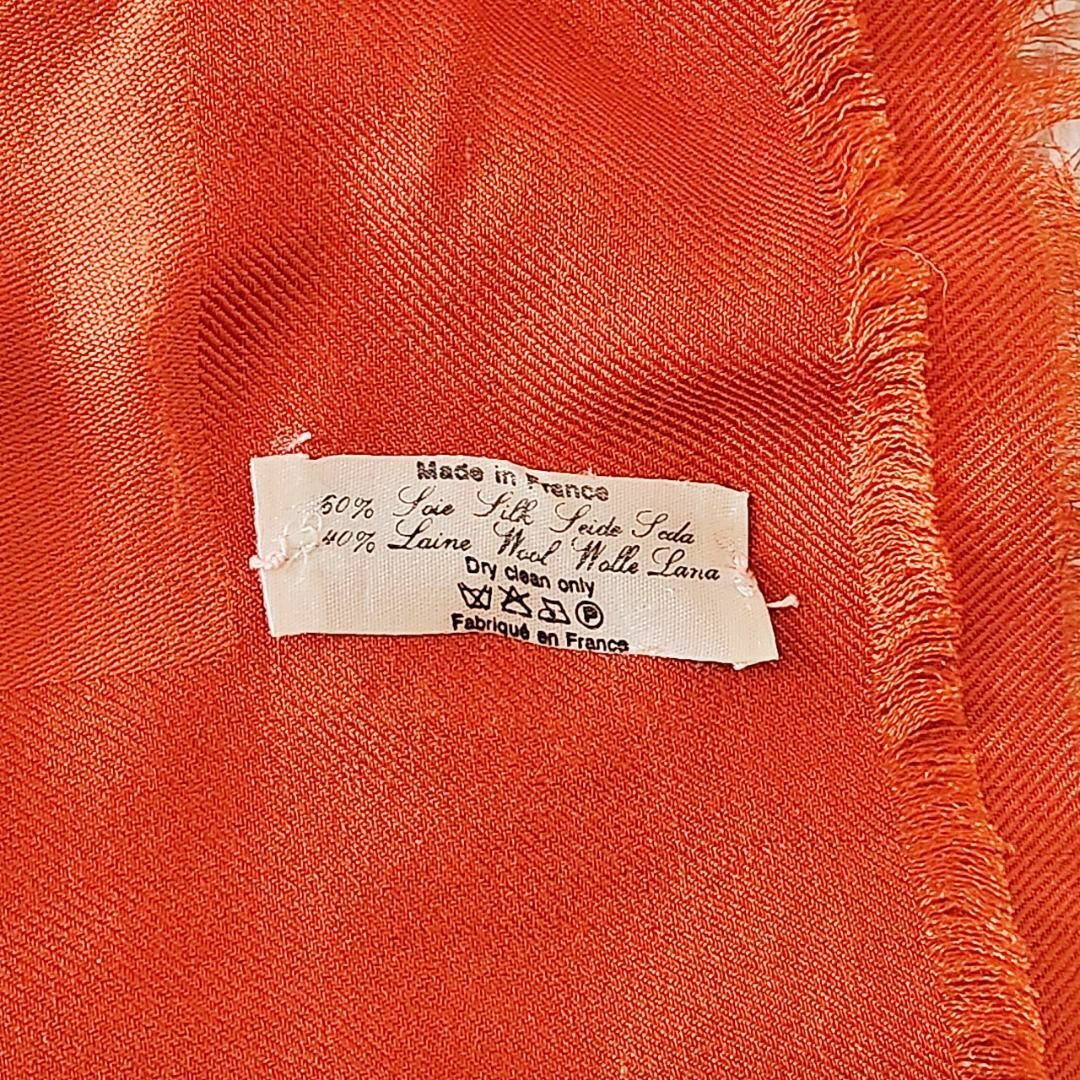 Made in France
60% Soie Silk Seide Seda
40% Laine Wool Wolle Lana
Dry clean only
P
Fabriqué en France